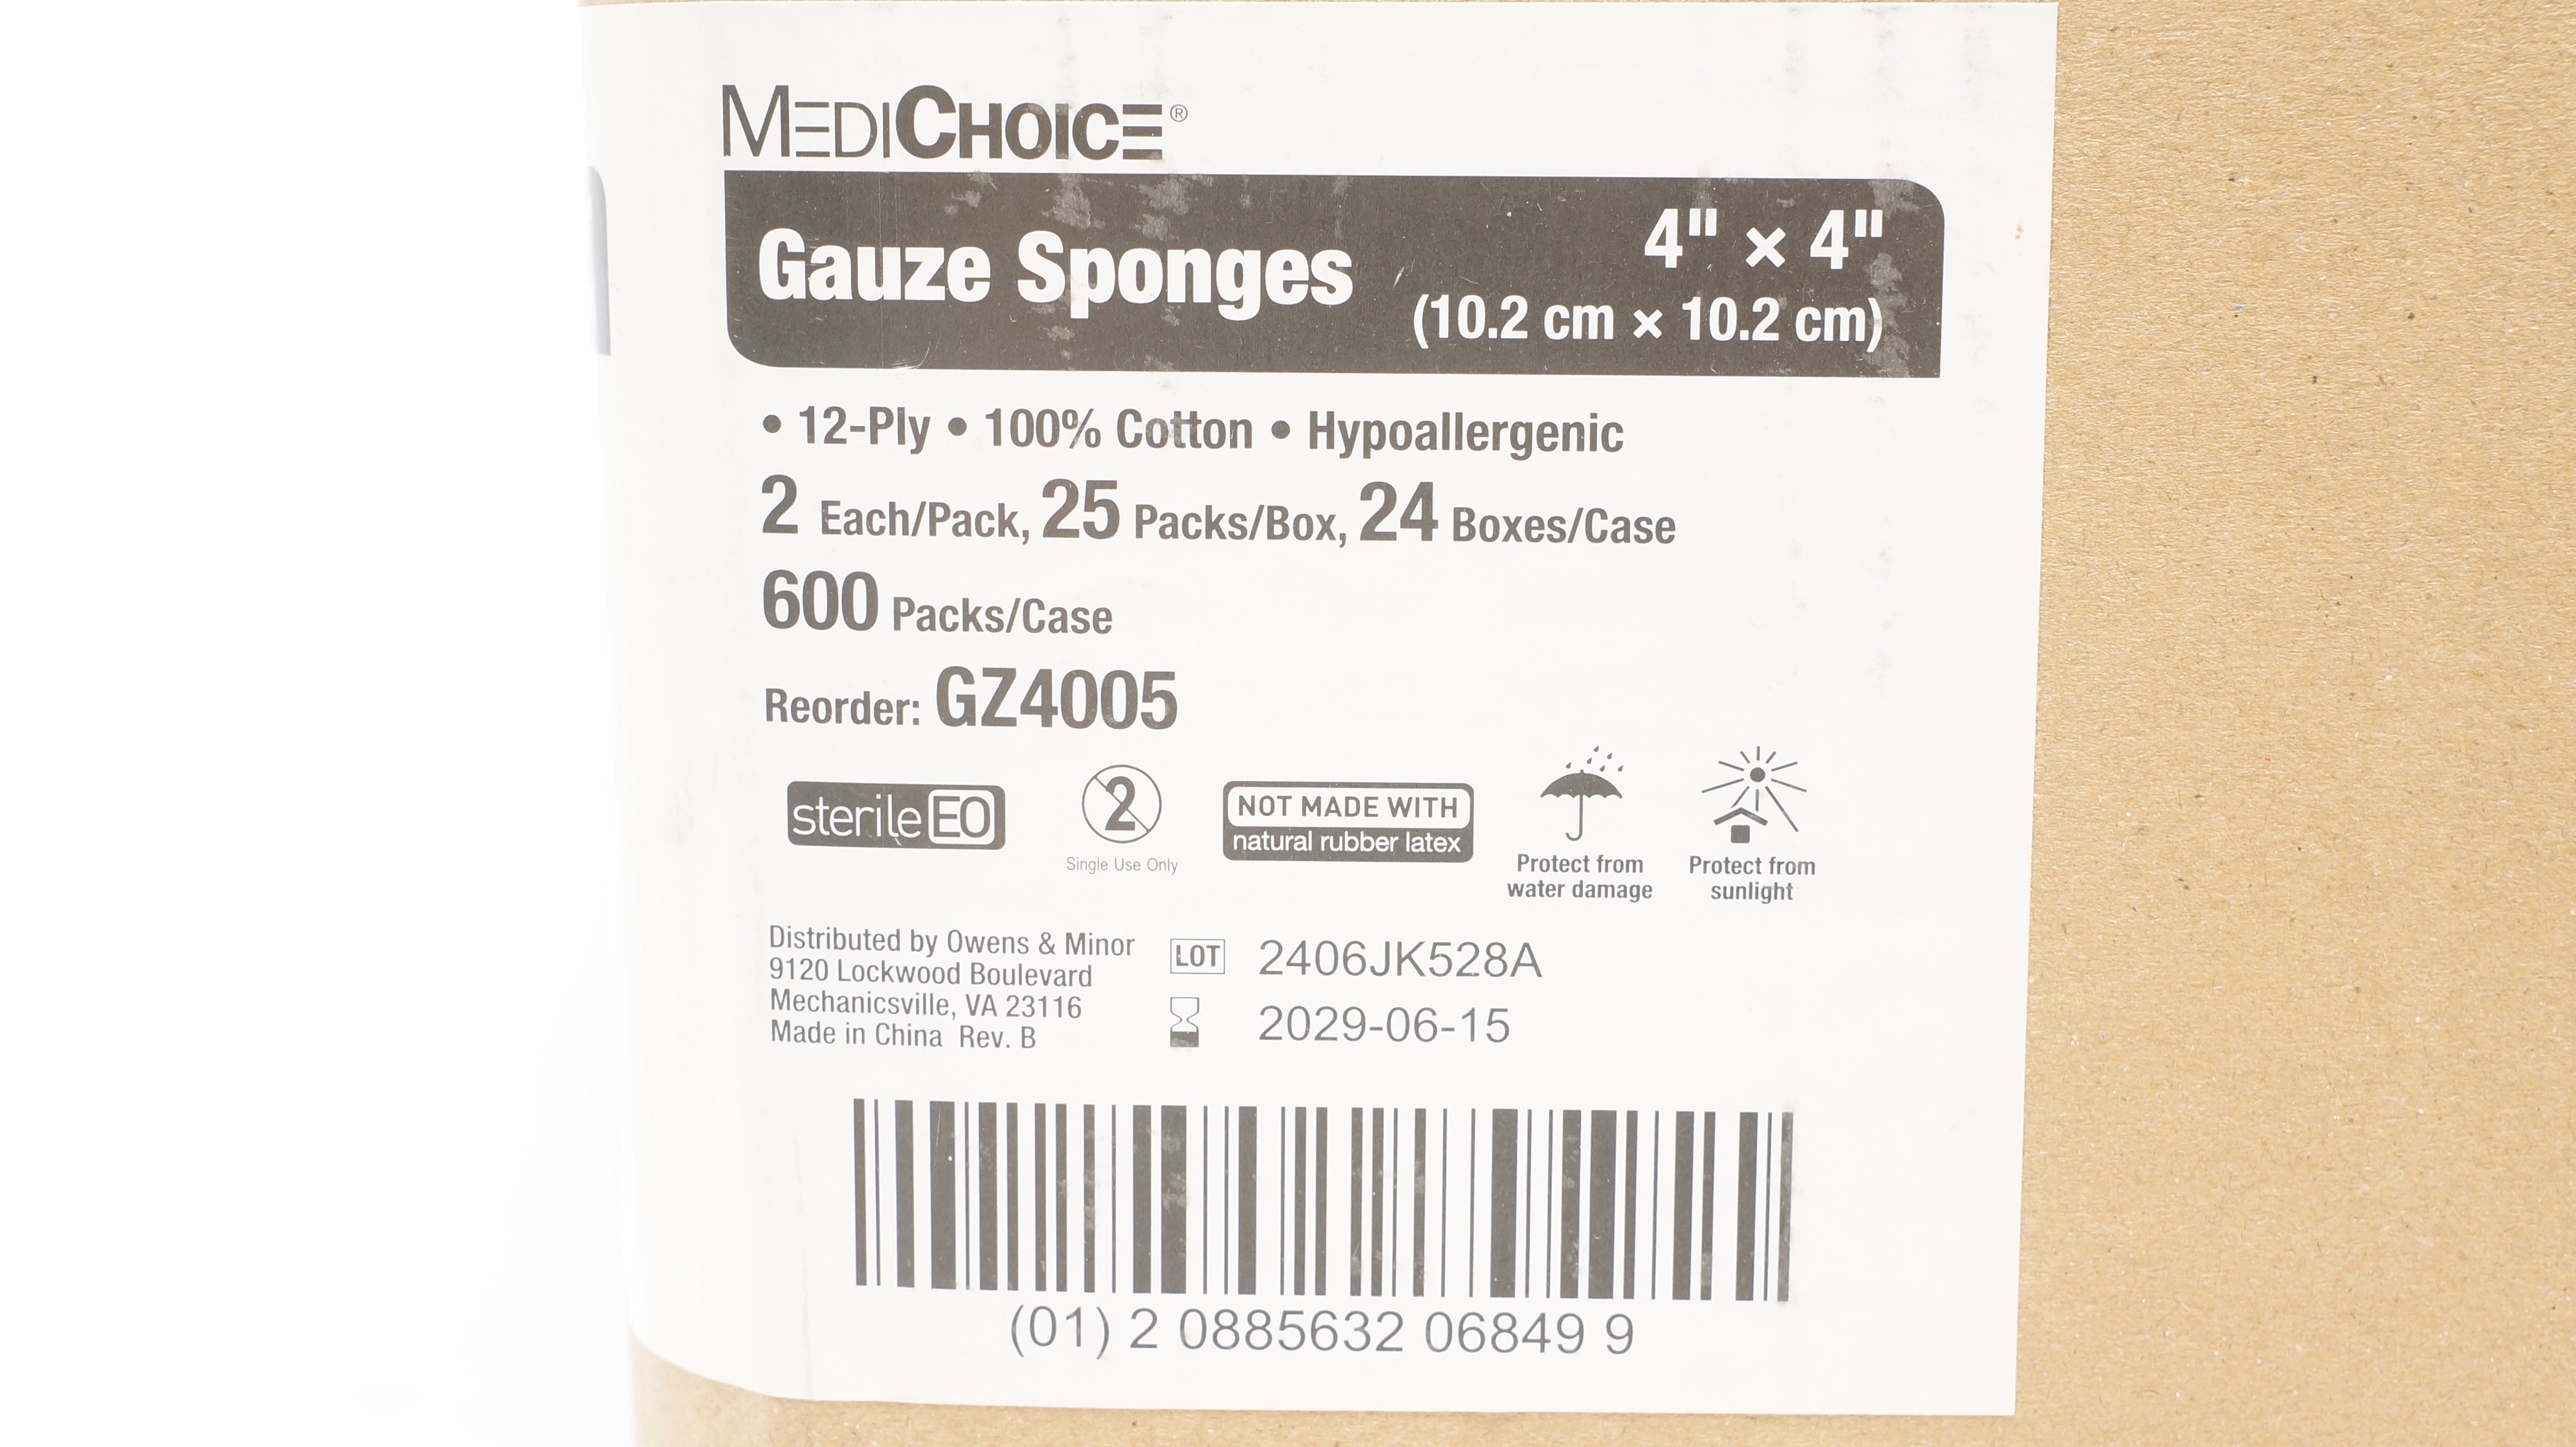 MEDICHOICE®
Gauze Sponges
4" × 4"
(10.2 cm × 10.2 cm)
• 12-Ply • 100% Cotton • Hypoallergenic
2 Each/Pack, 25 Packs/Box, 24 Boxes/Case
600 Packs/Case
Reorder: GZ4005
sterile EO
2
Single Use Only
NOT MADE WITH
natural rubber latex
Protect from
water damage
Protect from
sunlight
Distributed by Owens & Minor
9120 Lockwood Boulevard
Mechanicsville, VA 23116
Made in China Rev. B
LOT 2406JK528A
2029-06-15
(01) 2 0885632 06849 9